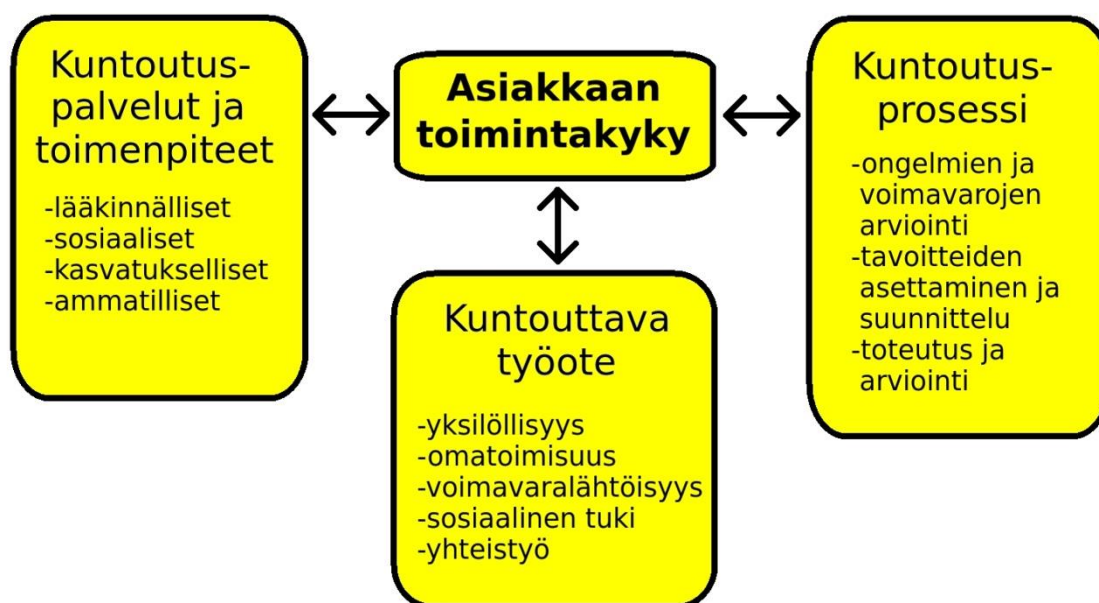 Kuntoutus-
palvelut ja
toimenpiteet
-lääkinnälliset
-sosiaaliset
-kasvatukselliset
-ammatilliset
Asiakkaan
toimintakyky
Kuntoutus-
prosessi
-ongelmien ja
voimavarojen
arviointi
-tavoitteiden
asettaminen ja
suunnittelu
-toteutus ja
arviointi
Kuntouttava
työote
-yksilöllisyys
-omatoimisuus
-voimavaralähtöisyys
-sosiaalinen tuki
-yhteistyö